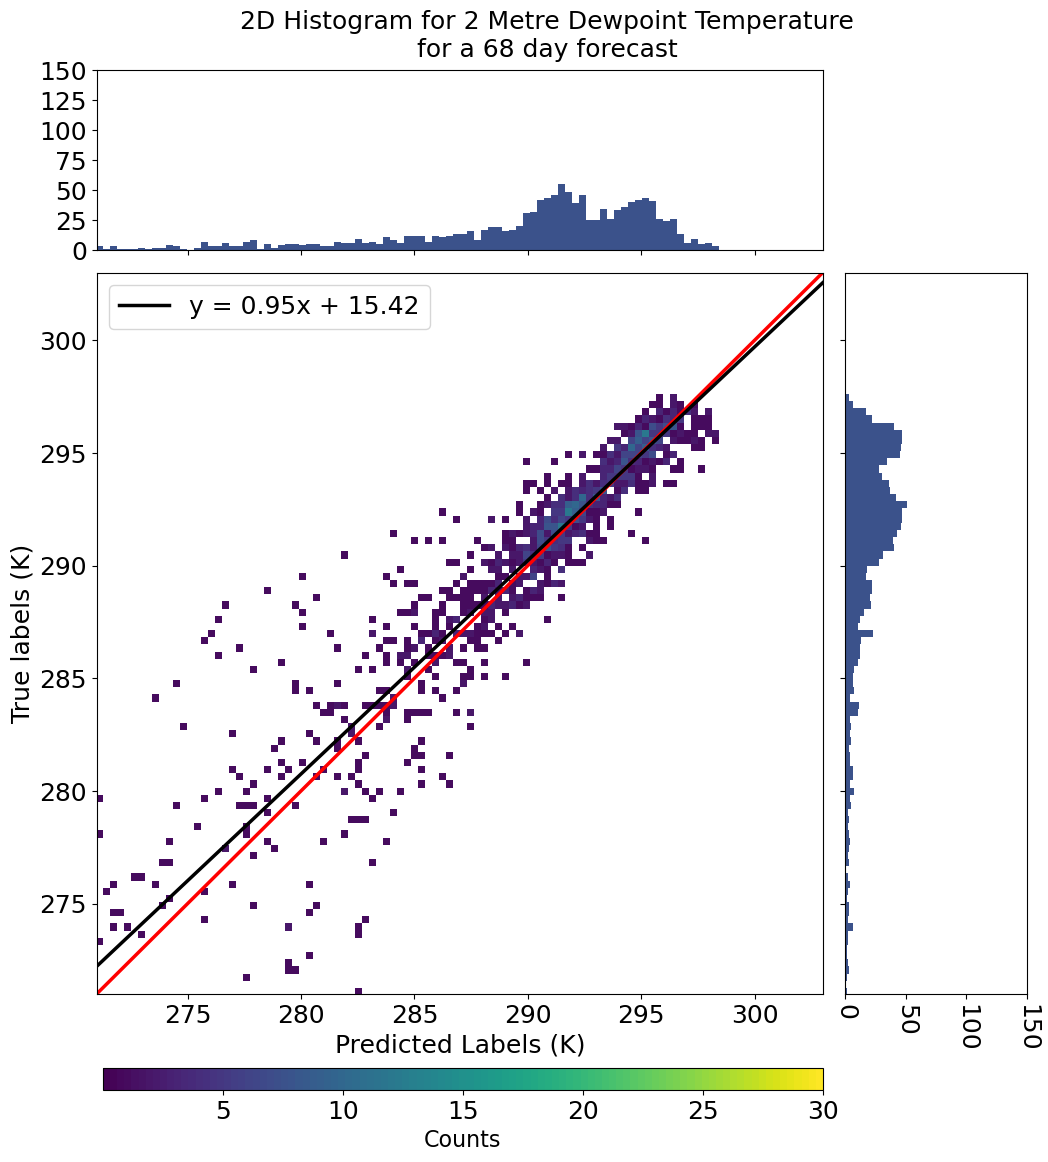 2D Histogram for 2 Metre Dewpoint Temperature
for a 68 day forecast
150
125
100
75
50
25
0
y = 0.95x + 15.42
300
295
290
285
280
275
True labels (K)
275 280 285 290 295 300
Predicted Labels (K)
0 50 100 150
5 10 15 20 25 30
Counts